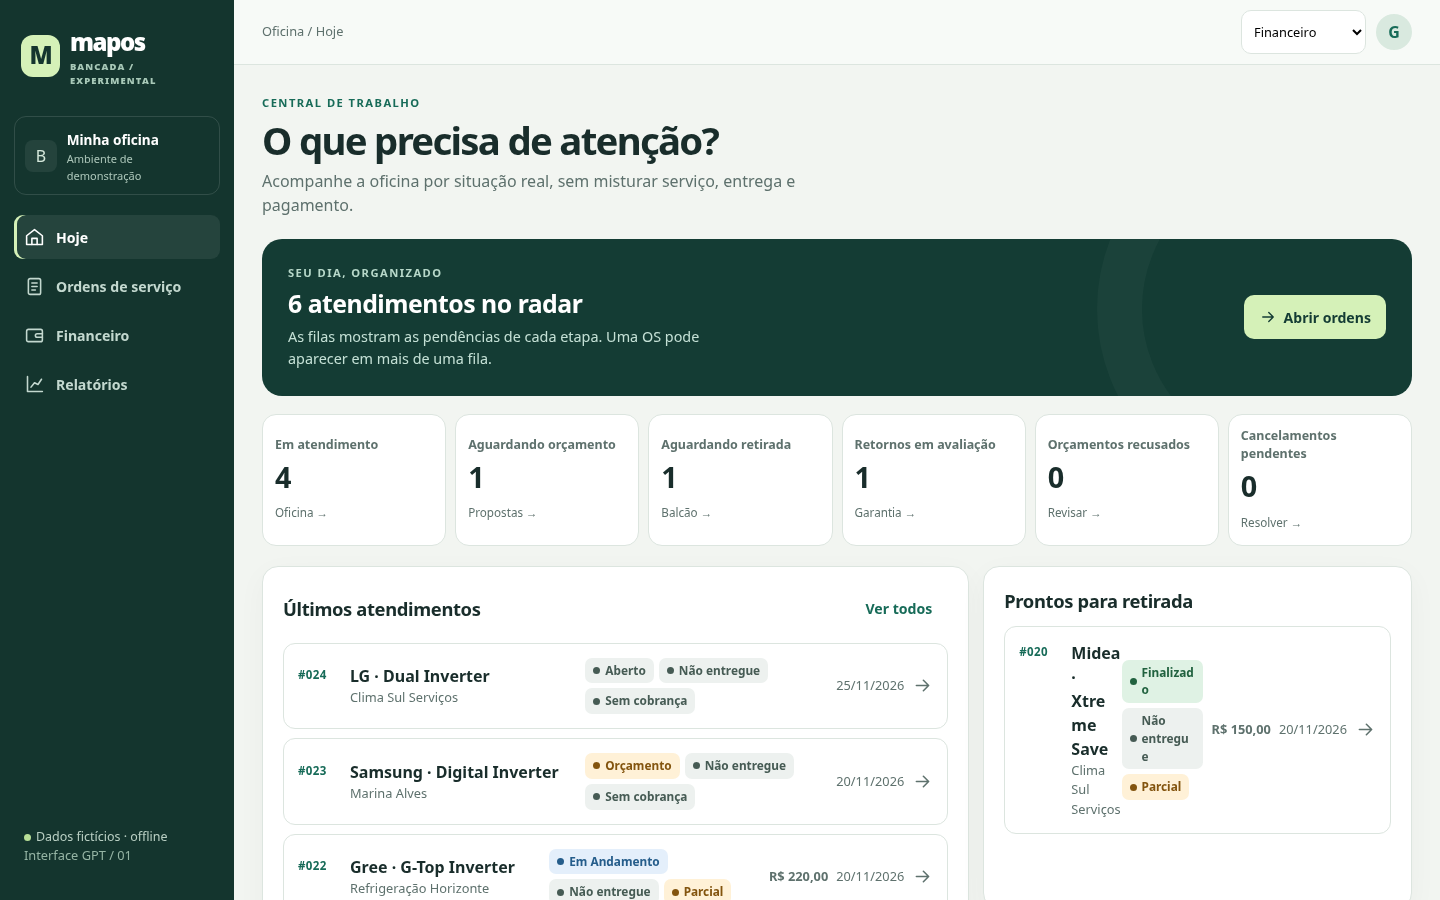 M
mapos
BANCADA /
EXPERIMENTAL
B
Minha oficina
Ambiente de
demonstração
Hoje
Ordens de serviço
Financeiro
Relatórios
Dados fictícios · offline
Interface GPT / 01
Oficina / Hoje
Financeiro
G
CENTRAL DE TRABALHO
O que precisa de atenção?
Acompanhe a oficina por situação real, sem misturar serviço, entrega e
pagamento.
SEU DIA, ORGANIZADO
6 atendimentos no radar
As filas mostram as pendências de cada etapa. Uma OS pode
aparecer em mais de uma fila.
→ Abrir ordens
Em atendimento
4
Oficina →
Aguardando orçamento
1
Propostas →
Aguardando retirada
1
Balcão →
Retornos em avaliação
1
Garantia →
Orçamentos recusados
0
Revisar →
Cancelamentos
pendentes
0
Resolver →
Últimos atendimentos
Ver todos
#024
LG · Dual Inverter
Clima Sul Serviços
Aberto
Não entregue
Sem cobrança
25/11/2026 →
#023
Samsung · Digital Inverter
Marina Alves
Orçamento
Não entregue
Sem cobrança
20/11/2026 →
#022
Gree · G-Top Inverter
Refrigeração Horizonte
Em Andamento
Não entregue
Parcial
R$ 220,00 20/11/2026 →
Prontos para retirada
#020
Midea
·
Xtre
me
Save
Clima
Sul
Serviços
Finalizad
o
Não
entregu
e
Parcial
R$ 150,00 20/11/2026 →